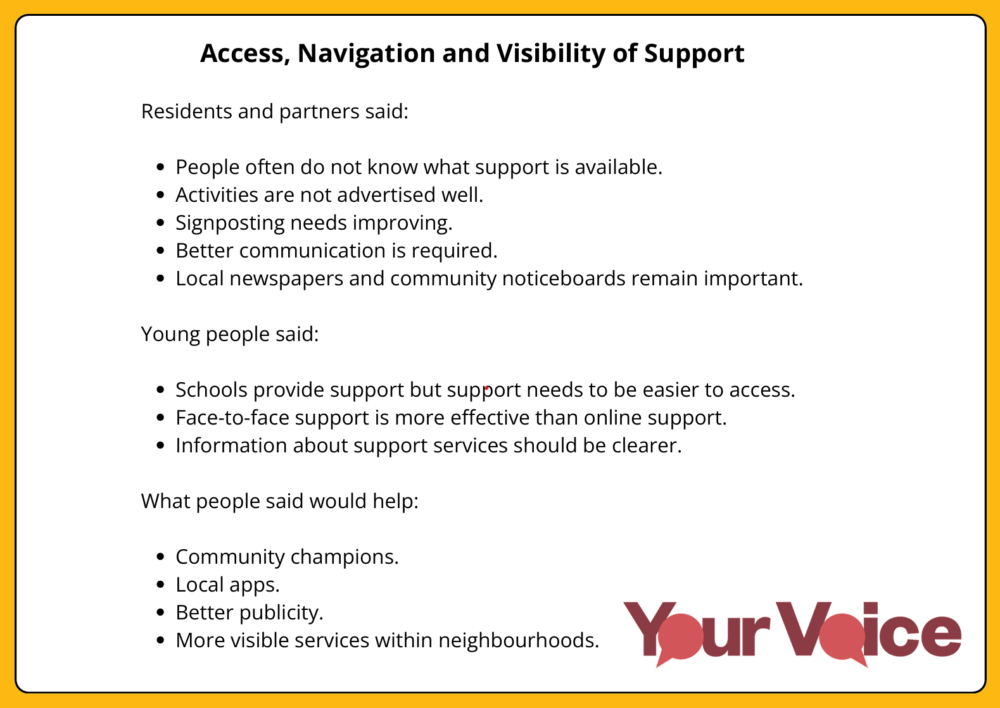 Access, Navigation and Visibility of Support
Residents and partners said:
• People often do not know what support is available.
• Activities are not advertised well.
• Signposting needs improving.
• Better communication is required.
• Local newspapers and community noticeboards remain important.
Young people said:
• Schools provide support but support needs to be easier to access.
• Face-to-face support is more effective than online support.
• Information about support services should be clearer.
What people said would help:
• Community champions.
• Local apps.
• Better publicity.
• More visible services within neighbourhoods.
Your Voice